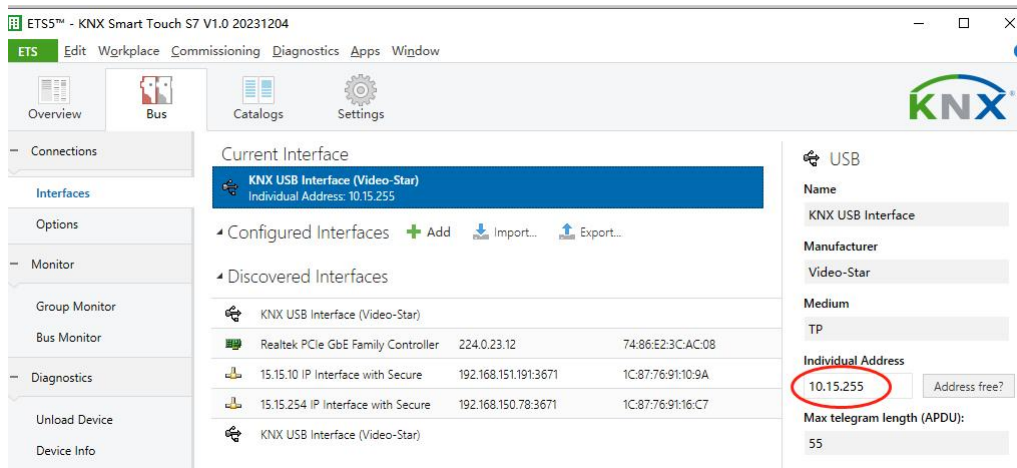 ETS5™ - KNX Smart Touch S7 V1.0 20231204
ETS Edit Workplace Commissioning Diagnostics Apps Window
Overview Bus Catalogs Settings
KNX®
Connections
Interfaces
Options
Monitor
Group Monitor
Bus Monitor
Diagnostics
Unload Device
Device Info
Current Interface
KNX USB Interface (Video-Star)
Individual Address: 10.15.255
Configured Interfaces Add Import... Export...
Discovered Interfaces
KNX USB Interface (Video-Star)
Realtek PCIe GbE Family Controller 224.0.23.12 74:86:E2:3C:AC:08
15.15.10 IP Interface with Secure 192.168.151.191:3671 1C:87:76:91:10:9A
15.15.254 IP Interface with Secure 192.168.150.78:3671 1C:87:76:91:16:C7
KNX USB Interface (Video-Star)
USB
Name
KNX USB Interface
Manufacturer
Video-Star
Medium
TP
Individual Address
10.15.255 Address free?
Max telegram length (APDU):
55